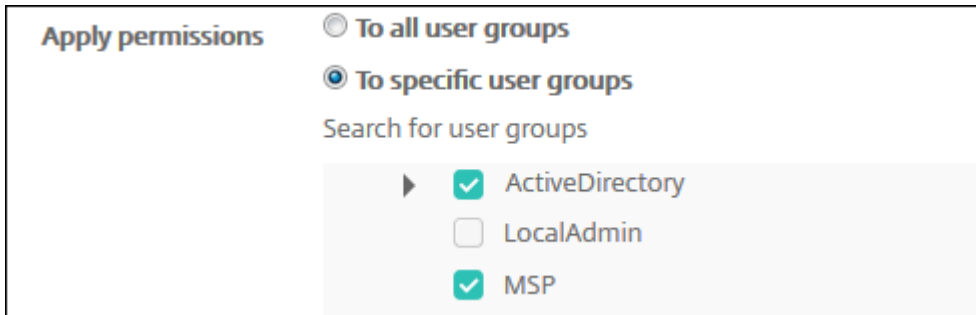 Apply permissions
To all user groups
To specific user groups
Search for user groups
ActiveDirectory
LocalAdmin
MSP